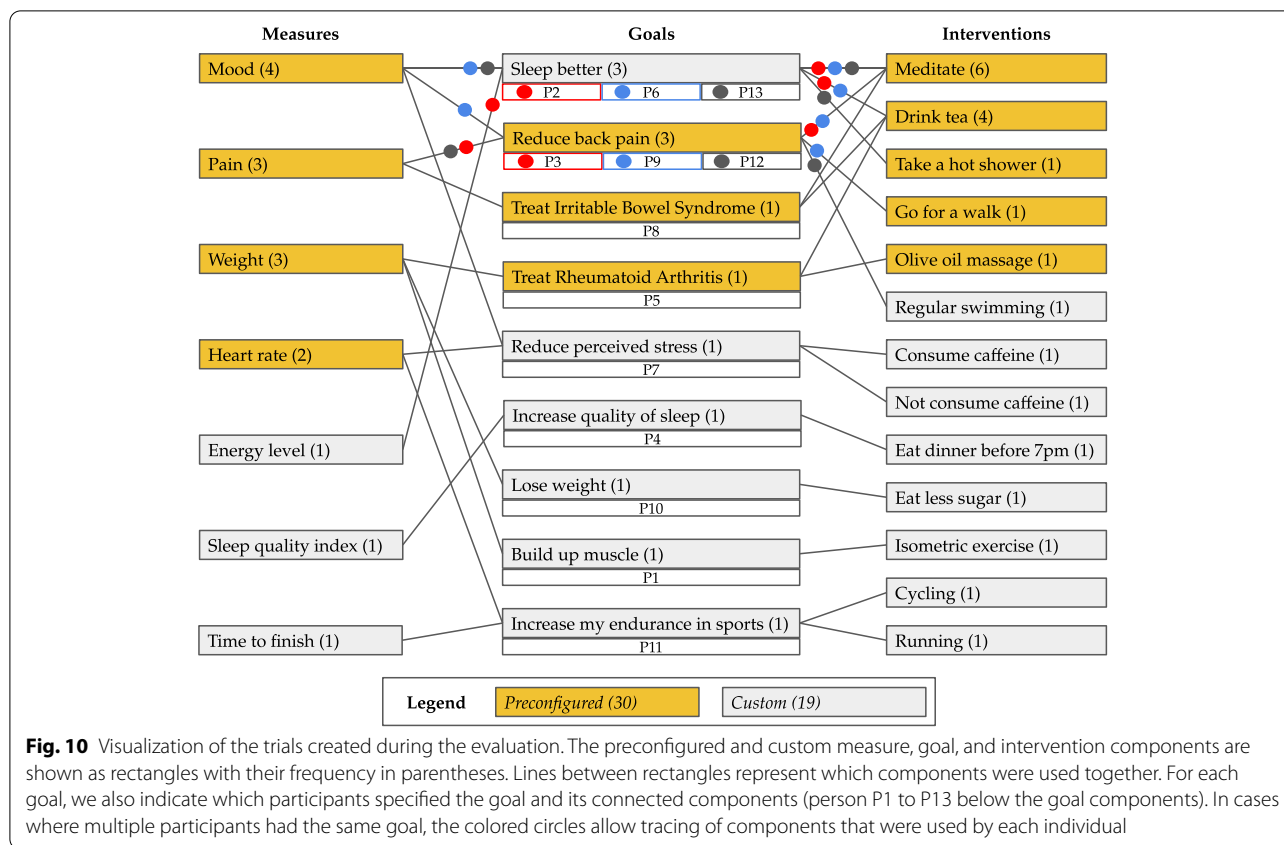 Measures
Goals
Interventions
Mood (4)
Pain (3)
Weight (3)
Heart rate (2)
Energy level (1)
Sleep quality index (1)
Time to finish (1)
Sleep better (3)
P2
P6
P13
Reduce back pain (3)
P3
P9
P12
Treat Irritable Bowel Syndrome (1)
P8
Treat Rheumatoid Arthritis (1)
P5
Reduce perceived stress (1)
P7
Increase quality of sleep (1)
P4
Lose weight (1)
P10
Build up muscle (1)
P1
Increase my endurance in sports (1)
P11
Meditate (6)
Drink tea (4)
Take a hot shower (1)
Go for a walk (1)
Olive oil massage (1)
Regular swimming (1)
Consume caffeine (1)
Not consume caffeine (1)
Eat dinner before 7pm (1)
Eat less sugar (1)
Isometric exercise (1)
Cycling (1)
Running (1)
Legend
Preconfigured (30)
Custom (19)
Fig. 10 Visualization of the trials created during the evaluation. The preconfigured and custom measure, goal, and intervention components are
shown as rectangles with their frequency in parentheses. Lines between rectangles represent which components were used together. For each
goal, we also indicate which participants specified the goal and its connected components (person P1 to P13 below the goal components). In cases
where multiple participants had the same goal, the colored circles allow tracing of components that were used by each individual